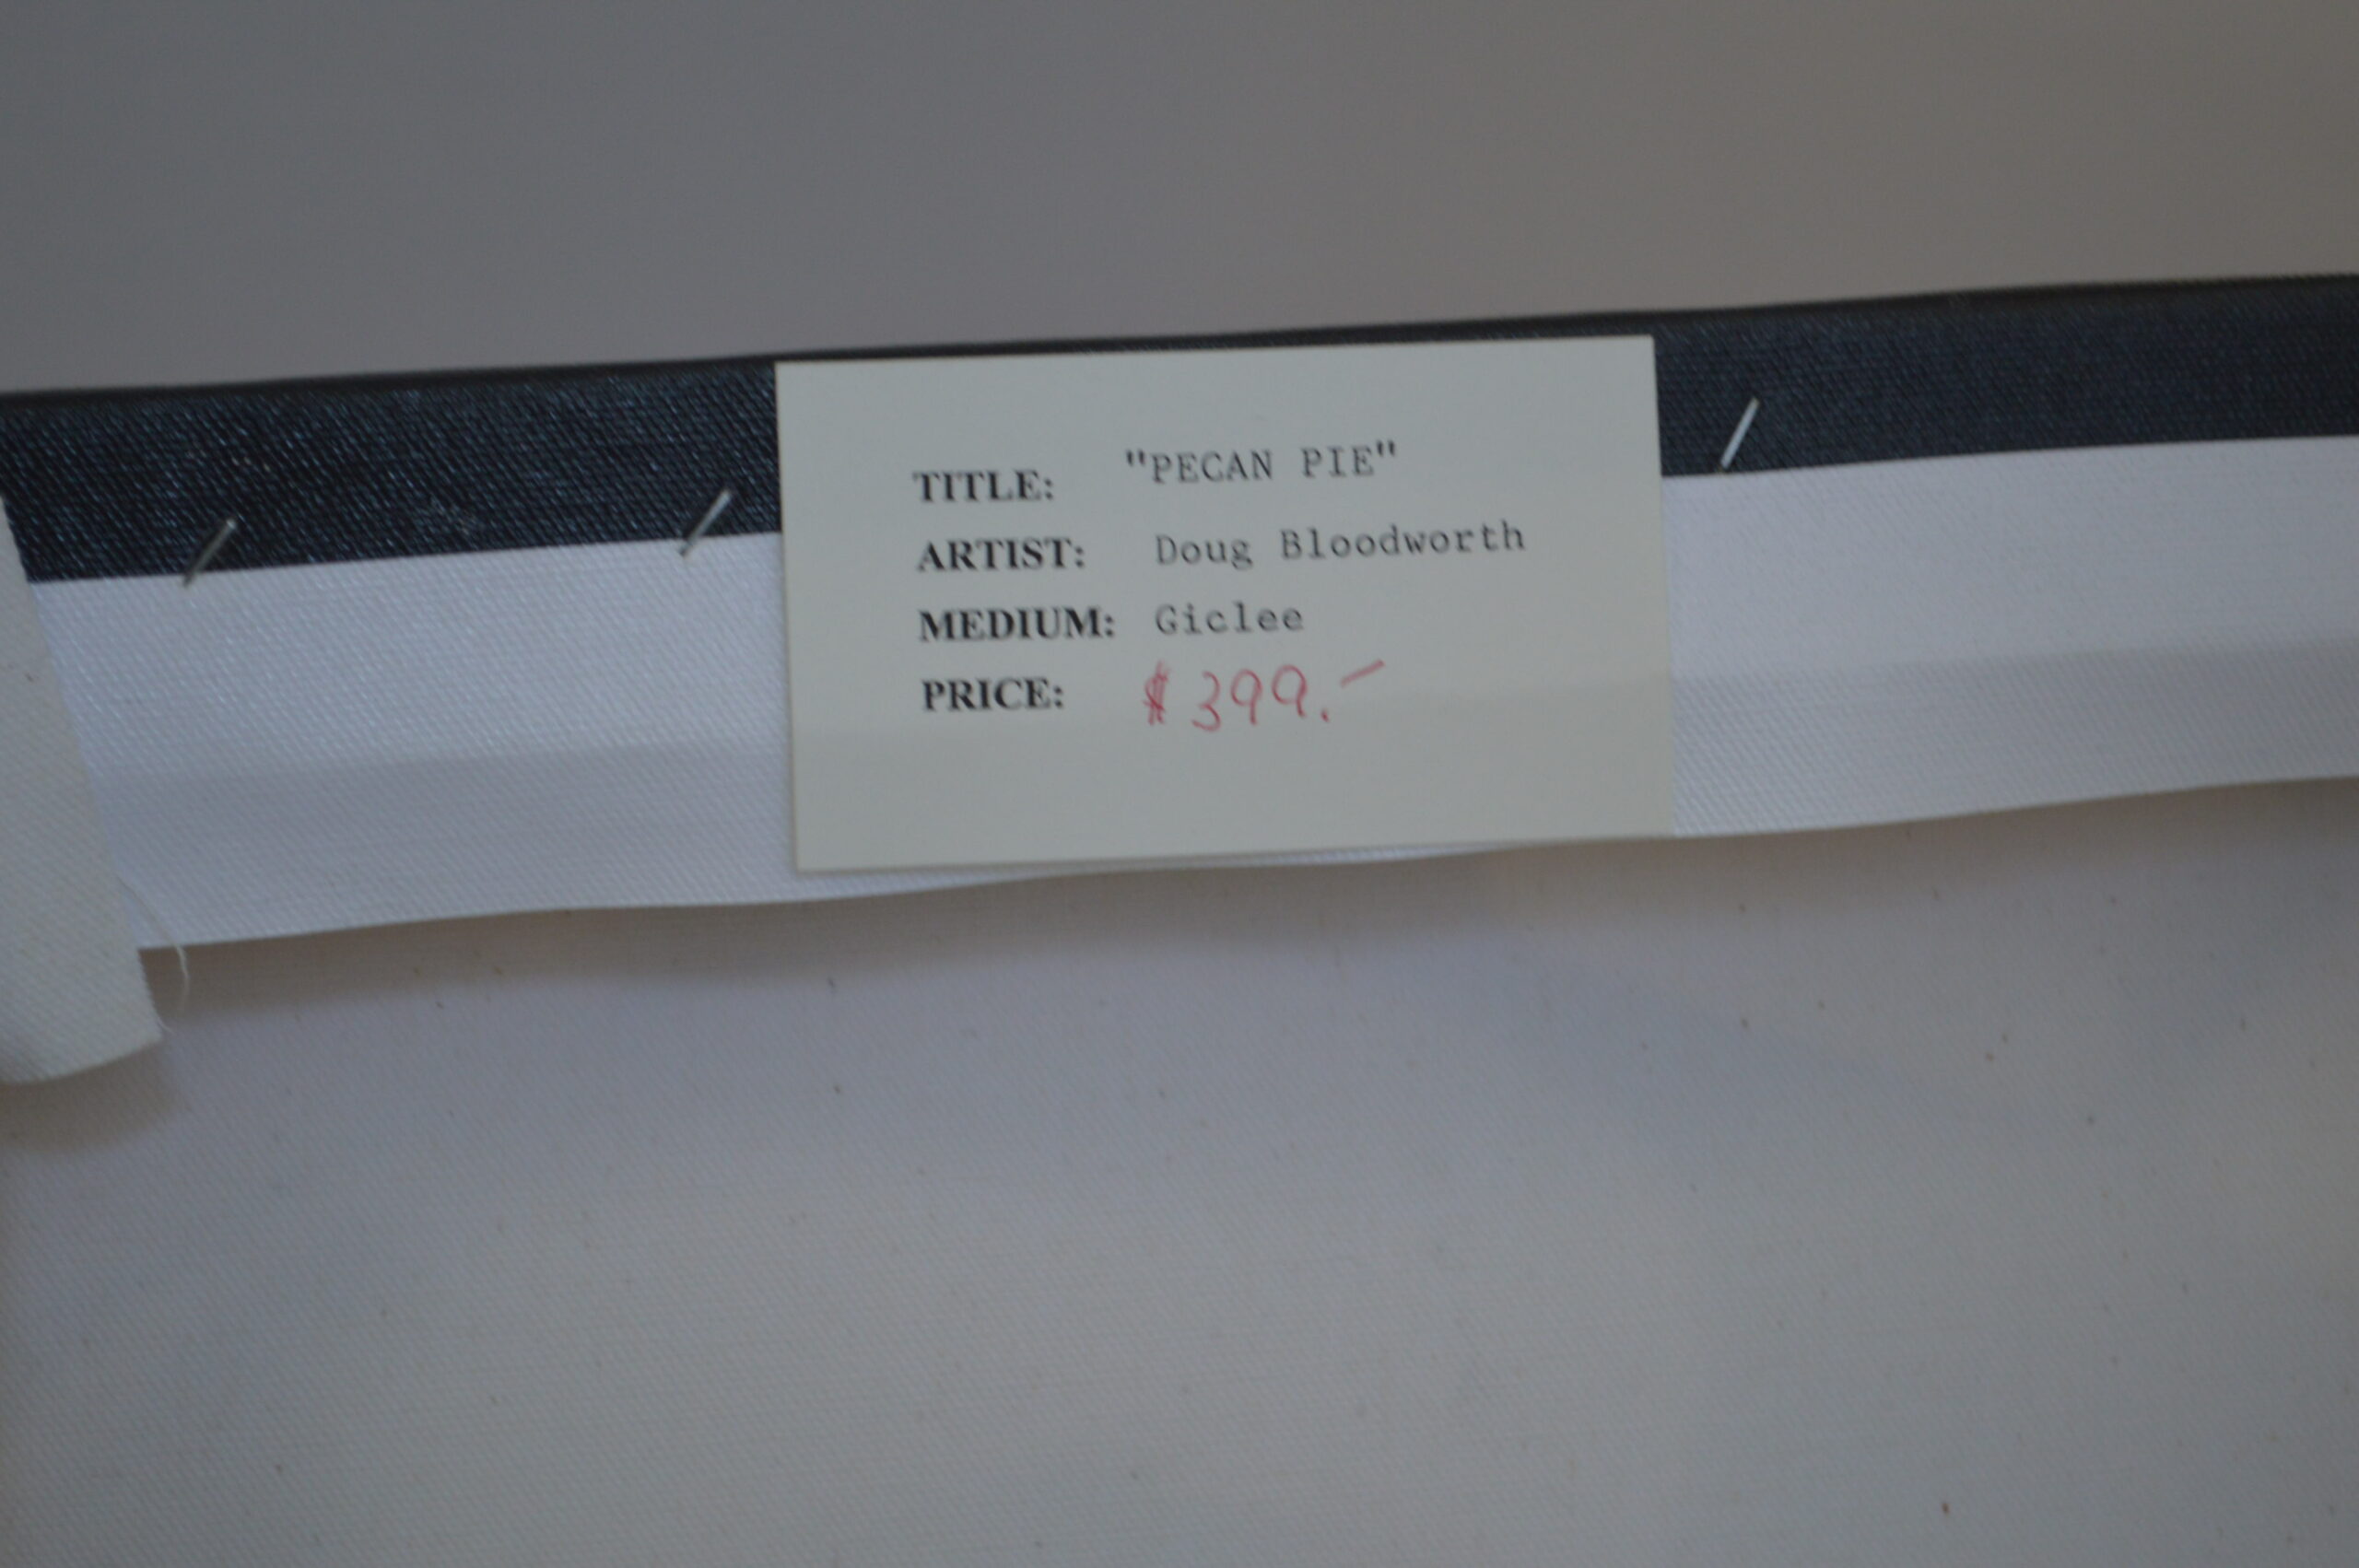 TITLE: "PECAN PIE"
ARTIST: Doug Bloodworth
MEDIUM: Giclee
PRICE: $399.-